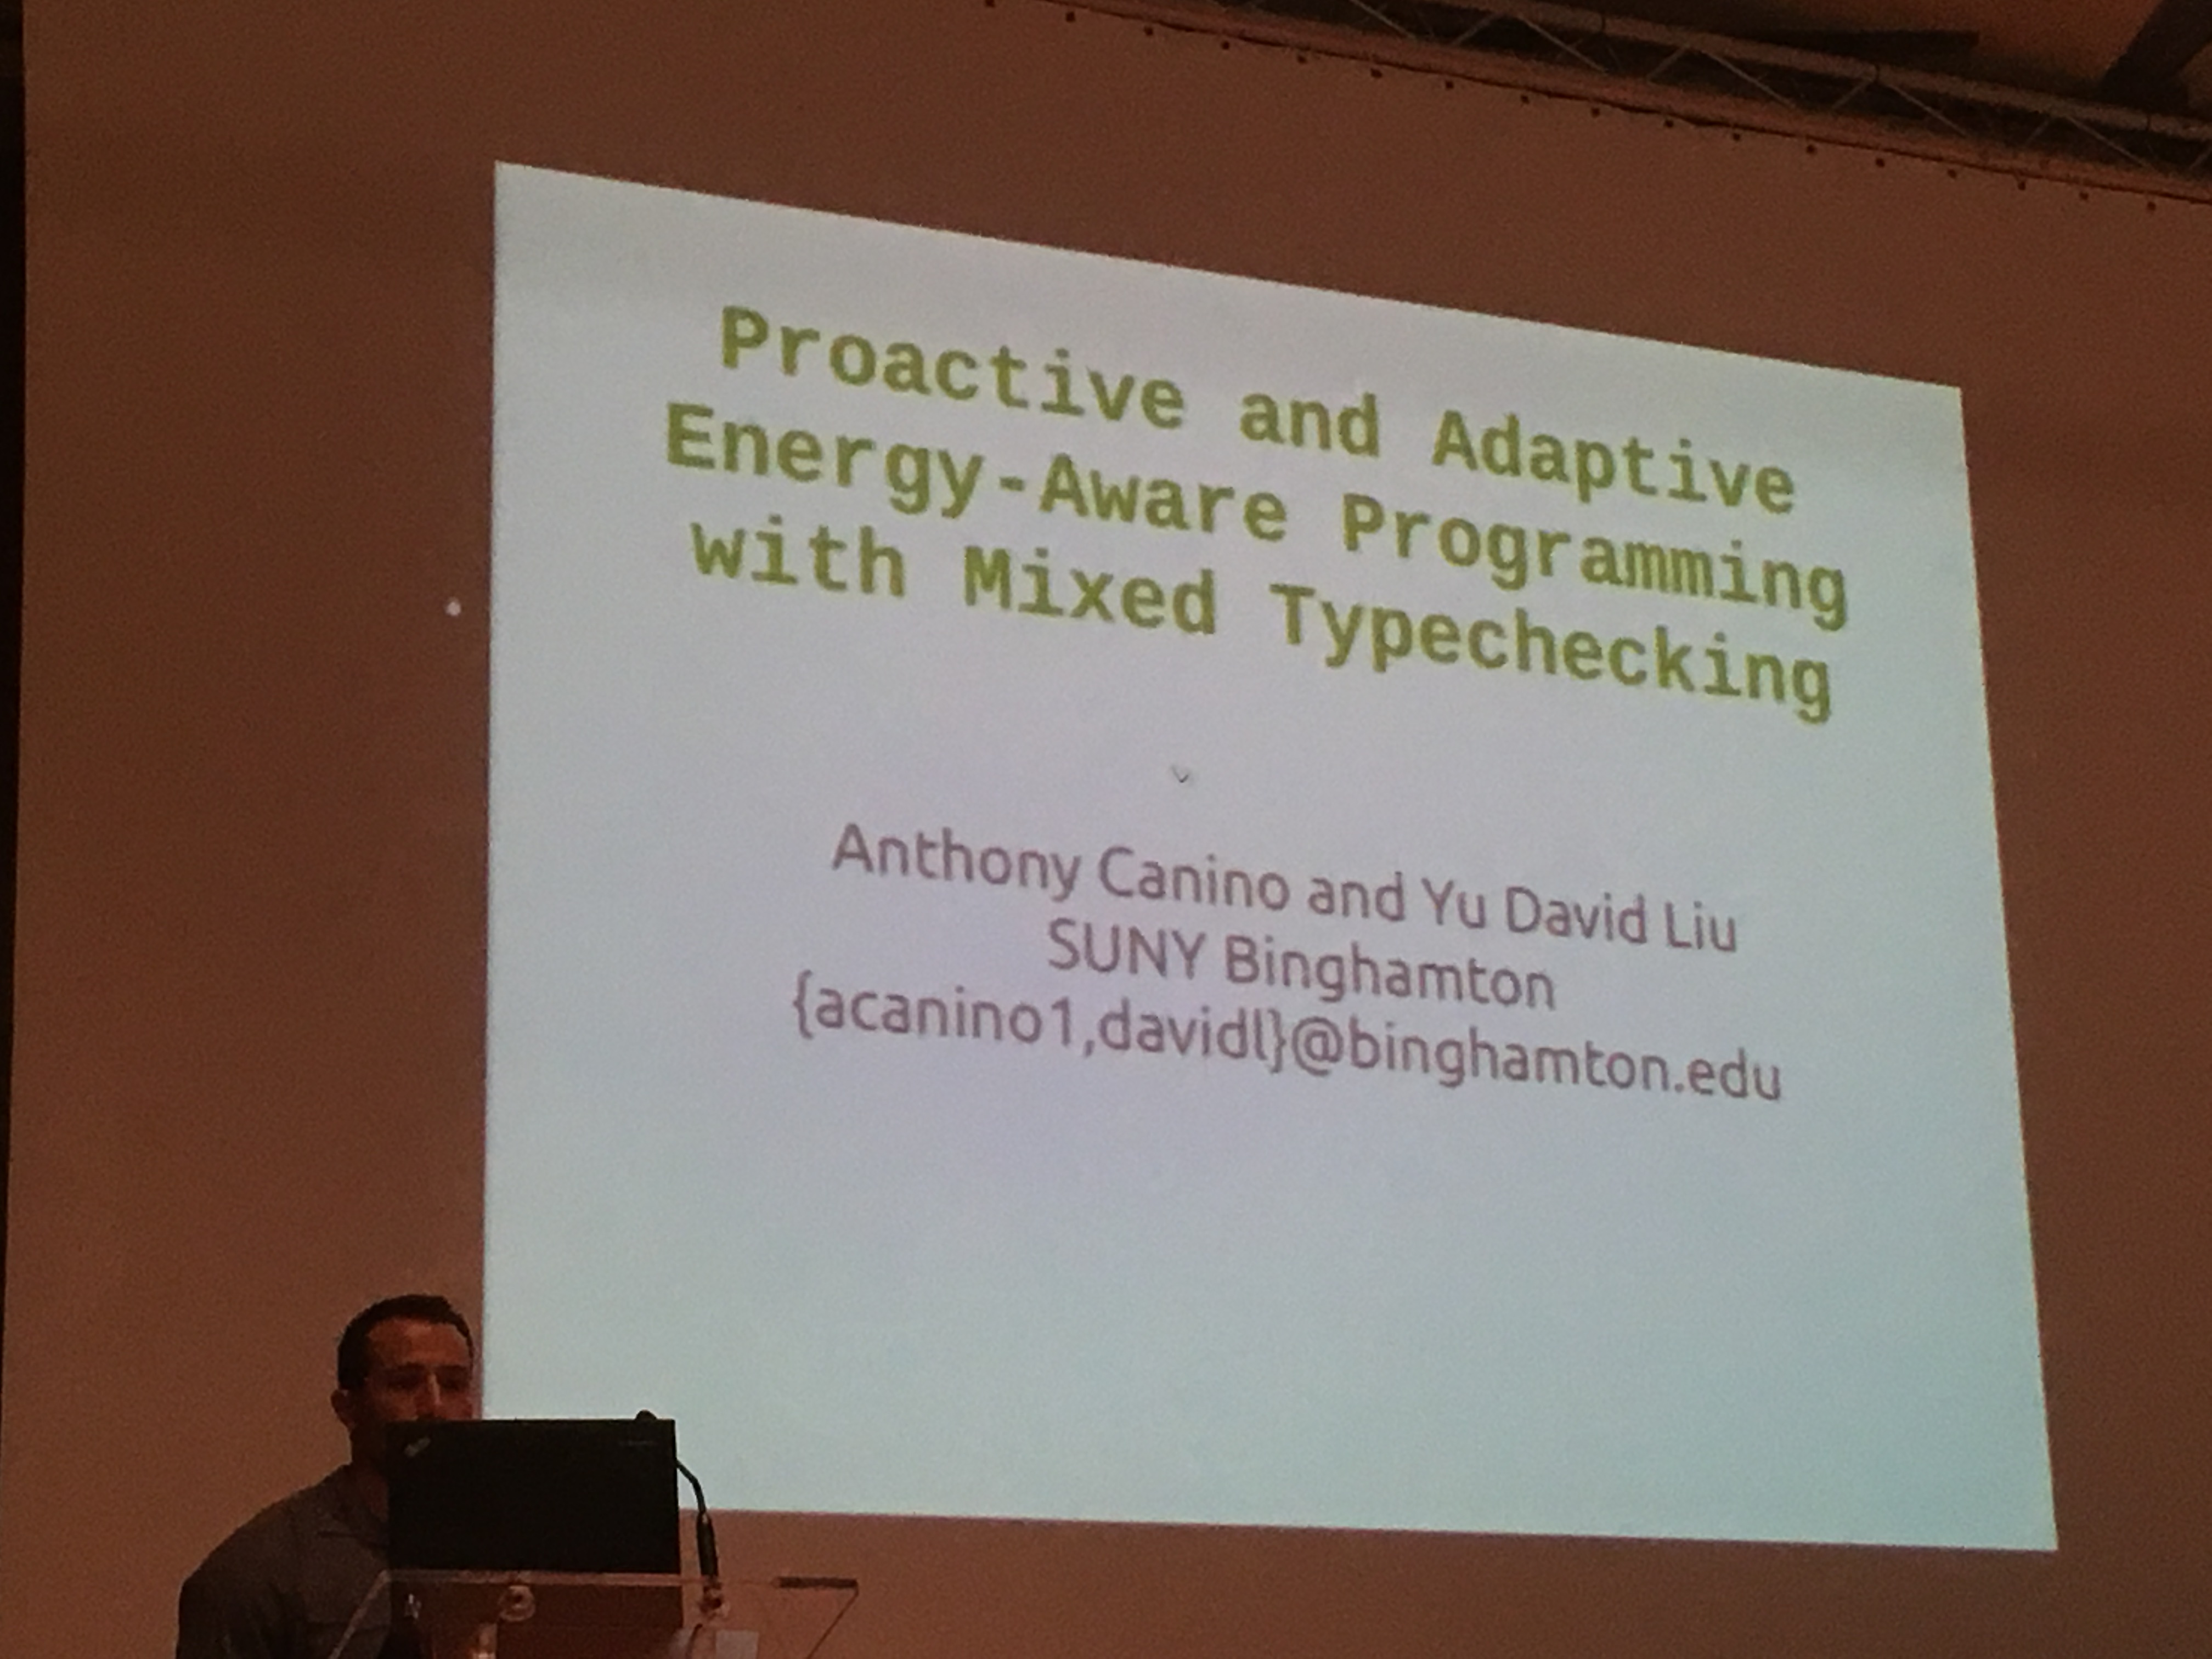 Proactive and Adaptive
Energy-Aware Programming
with Mixed Typechecking
Anthony Canino and Yu David Liu
SUNY Binghamton
{acanino1,davidl}@binghamton.edu